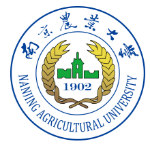 南京農業大學
1902
NANJING AGRICULTURAL UNIVERSITY